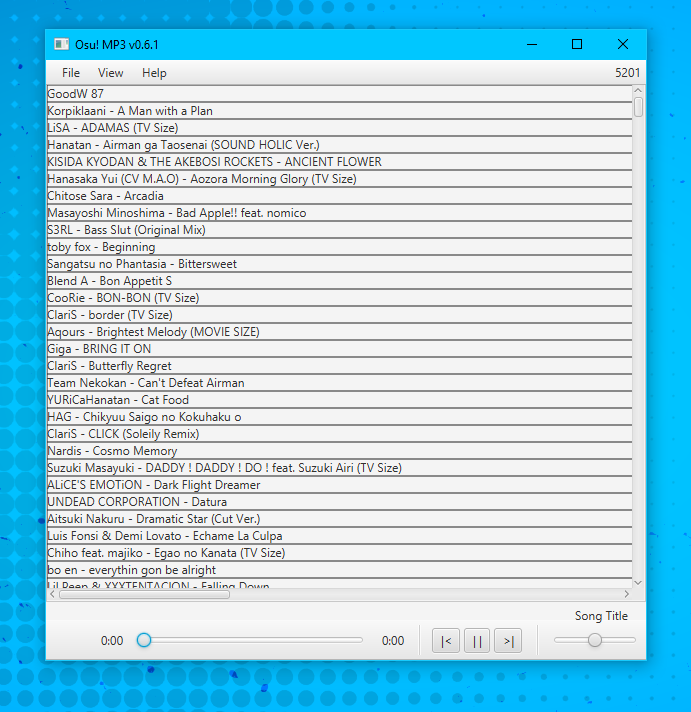 Osu! MP3 v0.6.1
File View Help 5201
GoodW 87
Korpiklaani - A Man with a Plan
LiSA - ADAMAS (TV Size)
Hanatan - Airman ga Taosenai (SOUND HOLIC Ver.)
KISIDA KYODAN & THE AKEBOSI ROCKETS - ANCIENT FLOWER
Hanasaka Yui (CV M.A.O) - Aozora Morning Glory (TV Size)
Chitose Sara - Arcadia
Masayoshi Minoshima - Bad Apple!! feat. nomico
S3RL - Bass Slut (Original Mix)
toby fox - Beginning
Sangatsu no Phantasia - Bittersweet
Blend A - Bon Appetit S
CooRie - BON-BON (TV Size)
ClariS - border (TV Size)
Aqours - Brightest Melody (MOVIE SIZE)
Giga - BRING IT ON
ClariS - Butterfly Regret
Team Nekokan - Can't Defeat Airman
YURiCaHanatan - Cat Food
HAG - Chikyuu Saigo no Kokuhaku o
ClariS - CLICK (Soleily Remix)
Nardis - Cosmo Memory
Suzuki Masayuki - DADDY ! DADDY ! DO ! feat. Suzuki Airi (TV Size)
ALiCE'S EMOTiON - Dark Flight Dreamer
UNDEAD CORPORATION - Datura
Aitsuki Nakuru - Dramatic Star (Cut Ver.)
Luis Fonsi & Demi Lovato - Echame La Culpa
Chiho feat. majiko - Egao no Kanata (TV Size)
bo en - everythin gon be alright
Lil Peep & XXXTENTACION - Falling Down
Song Title
0:00 0:00 |< || >|